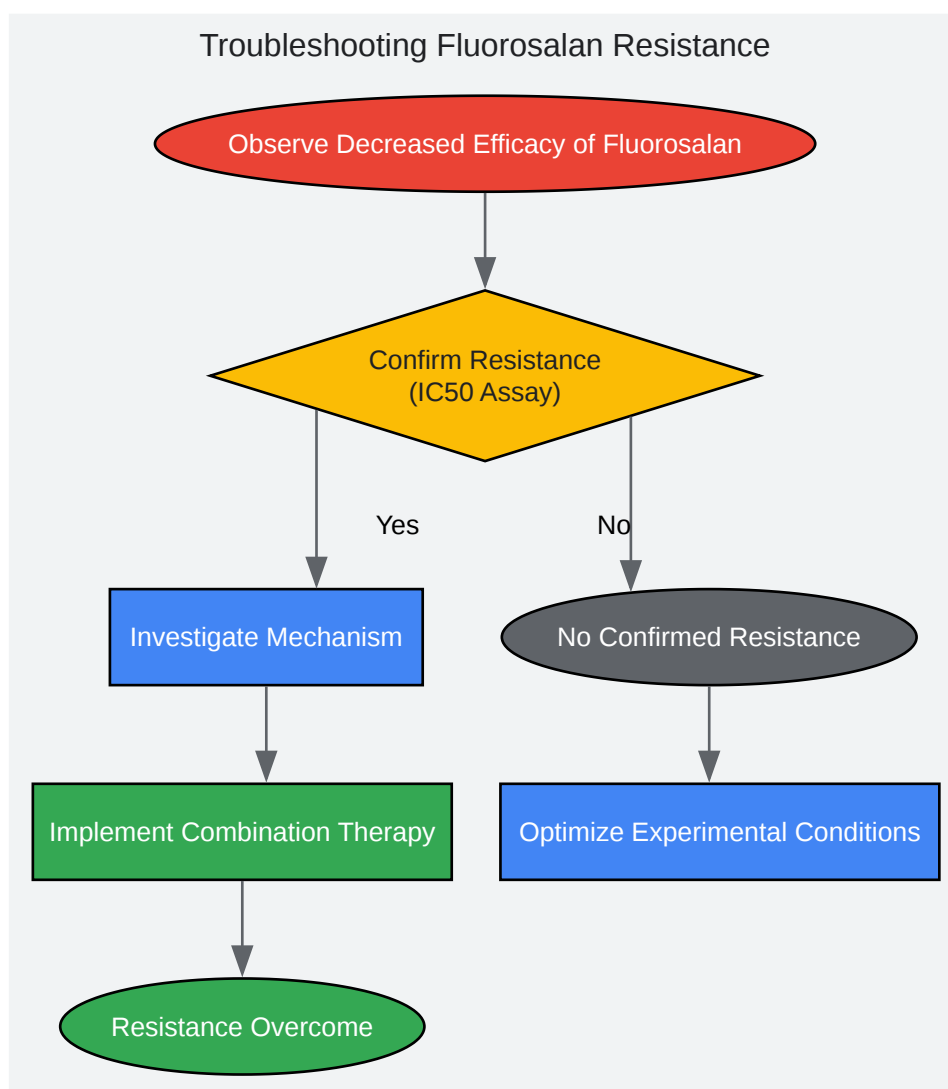 Troubleshooting Fluorosalan Resistance
Observe Decreased Efficacy of Fluorosalan
Confirm Resistance
(IC50 Assay)
Yes
No
Investigate Mechanism
No Confirmed Resistance
Implement Combination Therapy
Optimize Experimental Conditions
Resistance Overcome